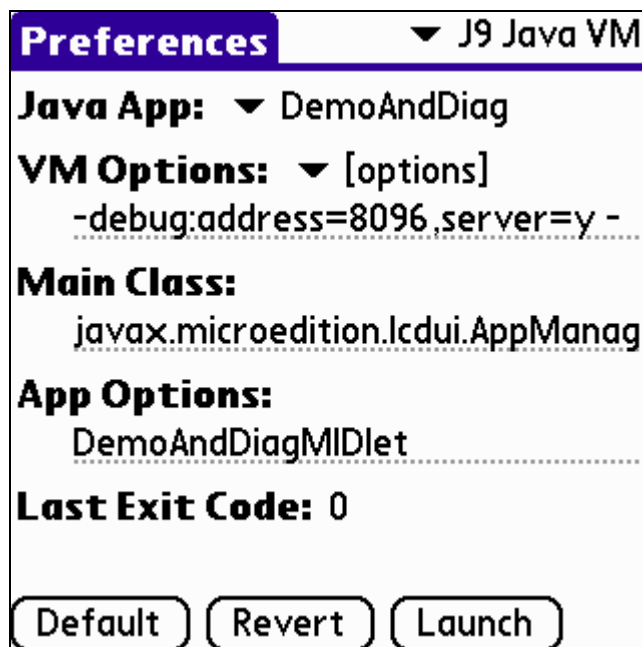 Preferences ▼ J9 Java VM
Java App: ▼ DemoAndDiag
VM Options: ▼ [options]
-debug:address=8096,server=y -
Main Class:
javax.microedition.lcdui.AppManag
App Options:
DemoAndDiagMIDlet
Last Exit Code: 0
Default Revert Launch